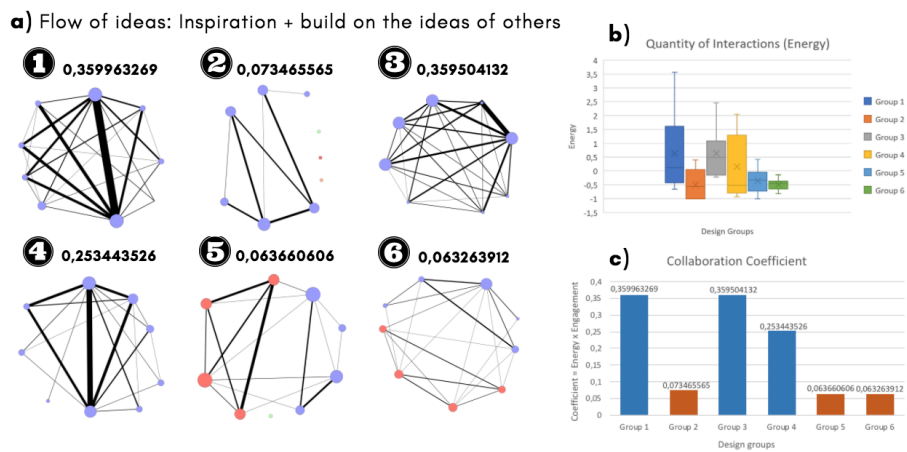 a) Flow of ideas: Inspiration + build on the ideas of others
1 0,359963269
2 0,073465565
3 0,359504132
4 0,253443526
5 0,063660606
6 0,063263912
b)
Quantity of Interactions (Energy)
4
3,5
3
2,5
2
1,5
1
0,5
0
-0,5
-1
-1,5
Energy
Design Groups
Group 1
Group 2
Group 3
Group 4
Group 5
Group 6
c)
Collaboration Coefficient
Coefficient = Energy x Engagement
0,4
0,35
0,3
0,25
0,2
0,15
0,1
0,05
0
0,359963269
0,073465565
0,359504132
0,253443526
0,063660606
0,063263912
Group 1
Group 2
Group 3
Group 4
Group 5
Group 6
Design groups